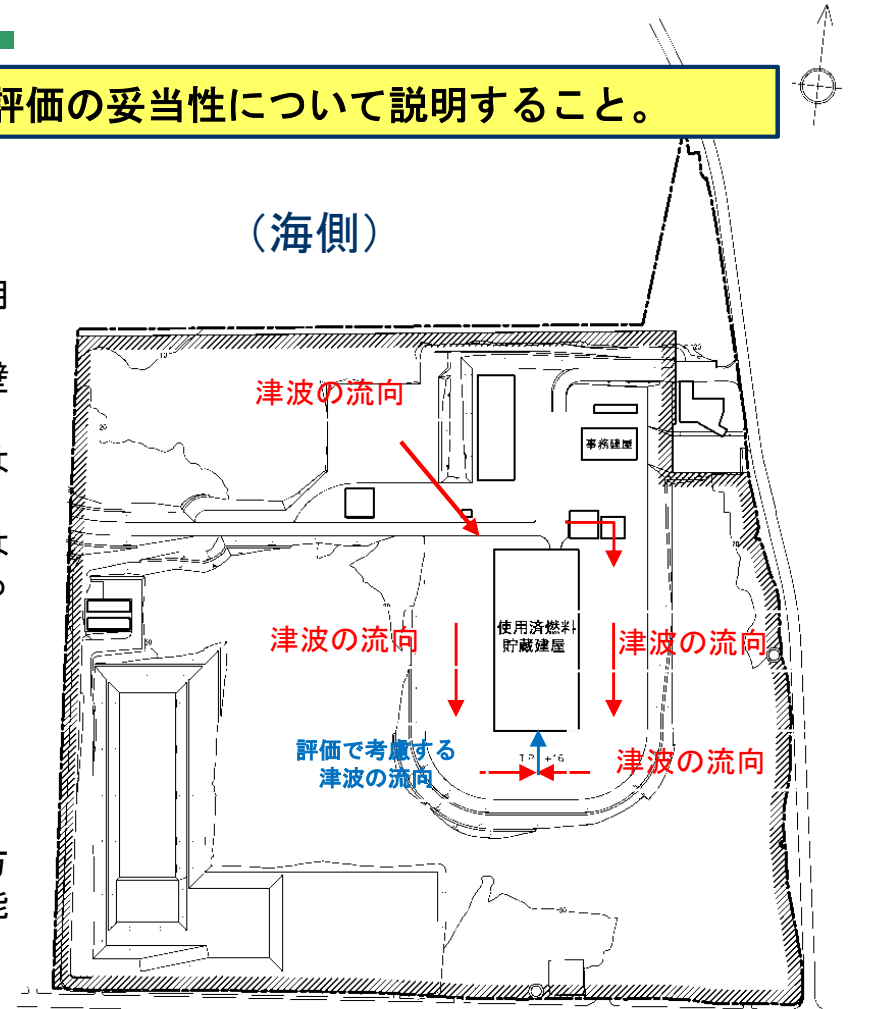 評価の妥当性について説明すること。
（海側）
津波の流向
事務建屋
使用済燃料
貯蔵建屋
津波の流向
津波の流向
評価で考慮する
津波の流向
津波の流向